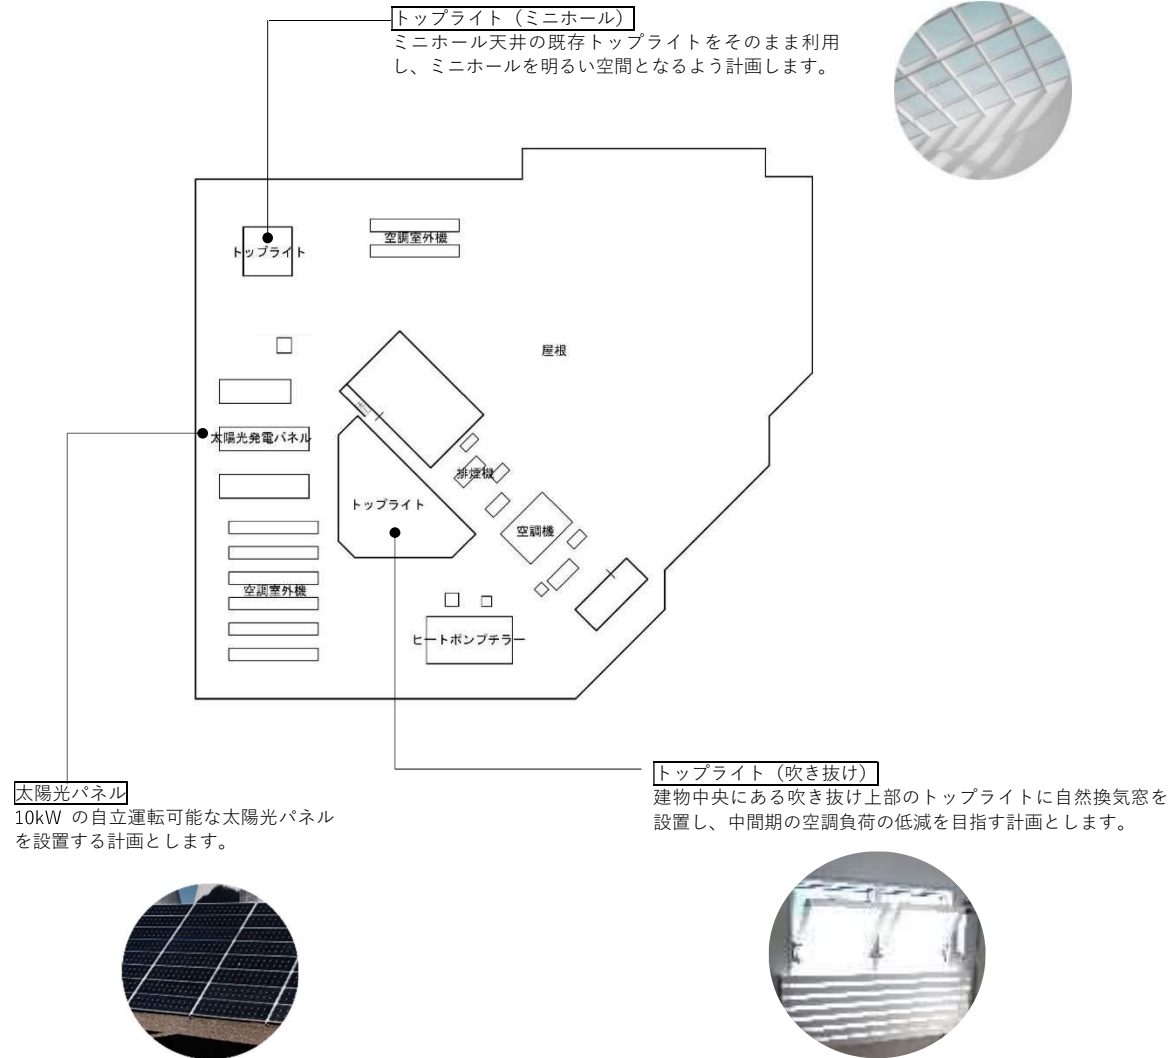 トップライト（ミニホール）
ミニホール天井の既存トップライトをそのまま利用
し、ミニホールを明るい空間となるよう計画します。
トップライト
空調室外機
屋根
太陽光発電パネル
排煙機
トップライト
空調機
空調室外機
ヒートポンプチラー
太陽光パネル
10kW の自立運転可能な太陽光パネル
を設置する計画とします。
トップライト（吹き抜け）
建物中央にある吹き抜け上部のトップライトに自然換気窓を
設置し、中間期の空調負荷の低減を目指す計画とします。